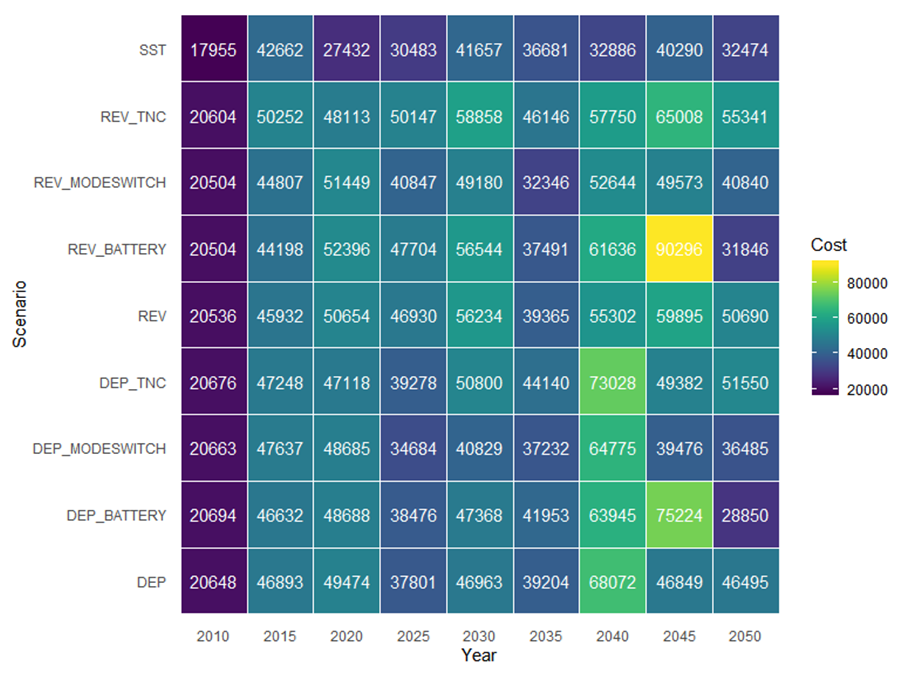 SST 17955 42662 27432 30483 41657 36681 32886 40290 32474
REV_TNC 20604 50252 48113 50147 58858 46146 57750 65008 55341
REV_MODESWITCH 20504 44807 51449 40847 49180 32346 52644 49573 40840
REV_BATTERY 20504 44198 52396 47704 56544 37491 61636 90296 31846
REV 20536 45932 50654 46930 56234 39365 55302 59895 50690
DEP_TNC 20676 47248 47118 39278 50800 44140 73028 49382 51550
DEP_MODESWITCH 20663 47637 48685 34684 40829 37232 64775 39476 36485
DEP_BATTERY 20694 46632 48688 38476 47368 41953 63945 75224 28850
DEP 20648 46893 49474 37801 46963 39204 68072 46849 46495
2010 2015 2020 2025 2030 2035 2040 2045 2050
Year
Scenario
Cost
80000
60000
40000
20000